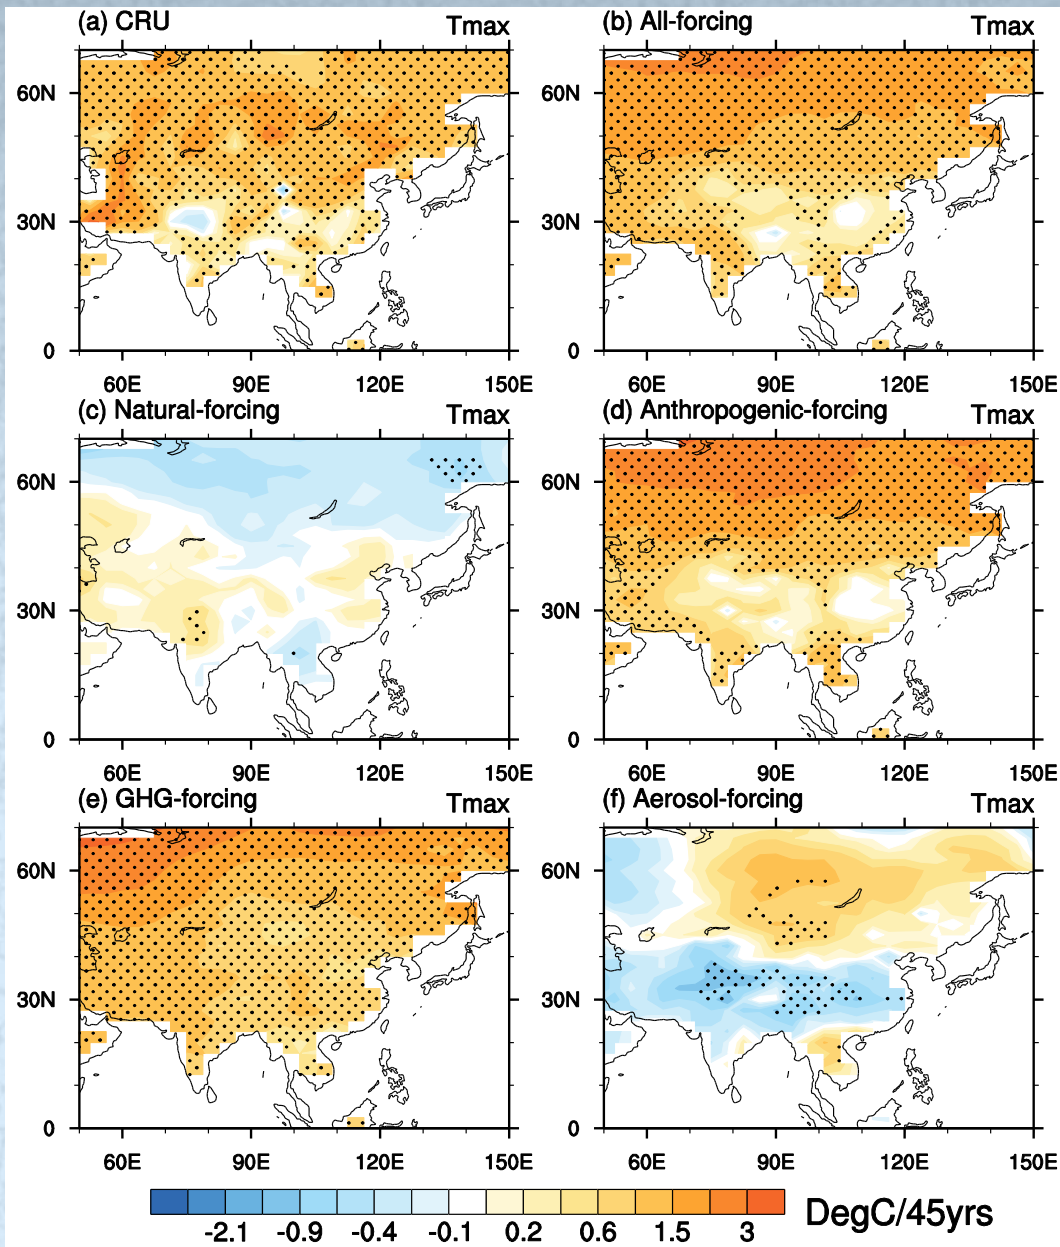 (a) CRU Tmax (b) All-forcing Tmax
60N 60N
30N 30N
0 0
60E 90E 120E 150E 60E 90E 120E 150E
(c) Natural-forcing Tmax (d) Anthropogenic-forcing Tmax
60N 60N
30N 30N
0 0
60E 90E 120E 150E 60E 90E 120E 150E
(e) GHG-forcing Tmax (f) Aerosol-forcing Tmax
60N 60N
30N 30N
0 0
60E 90E 120E 150E 60E 90E 120E 150E
-2.1 -0.9 -0.4 -0.1 0.2 0.6 1.5 3 DegC/45yrs